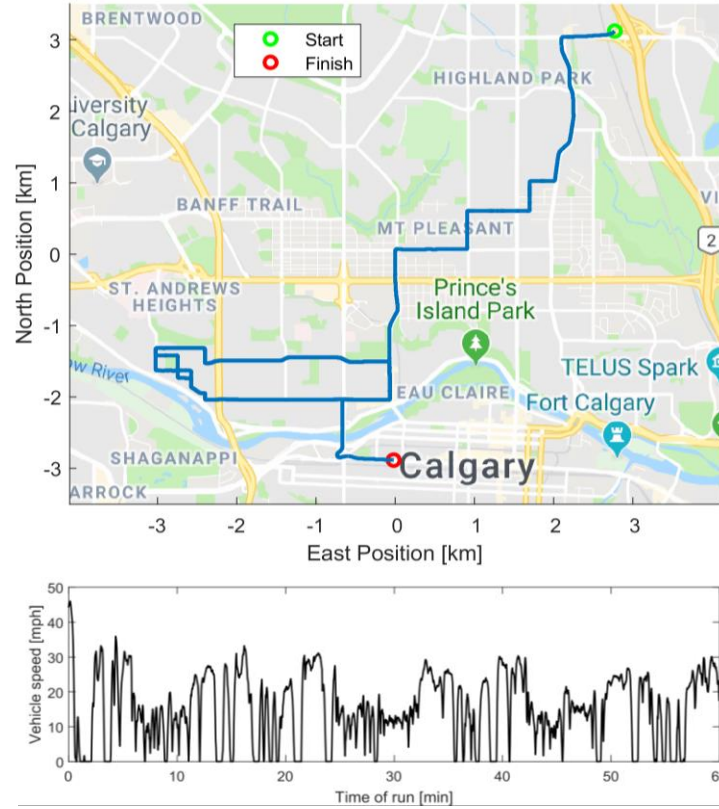 BRENTWOOD
Start
Finish
HIGHLAND PARK
iversity
Calgary
BANFF TRAIL
MT PLEASANT
VI
2
ST. ANDREWS
HEIGHTS
Prince's
Island Park
ow River
EAU CLAIRE
TELUS Spark
Fort Calgary
SHAGANAPPI
Calgary
ARROCK
3
2
1
0
-1
-2
-3
North Position [km]
-3 -2 -1 0 1 2 3
East Position [km]
50
40
30
20
10
0
Vehicle speed [mph]
0 10 20 30 40 50 60
Time of run [min]